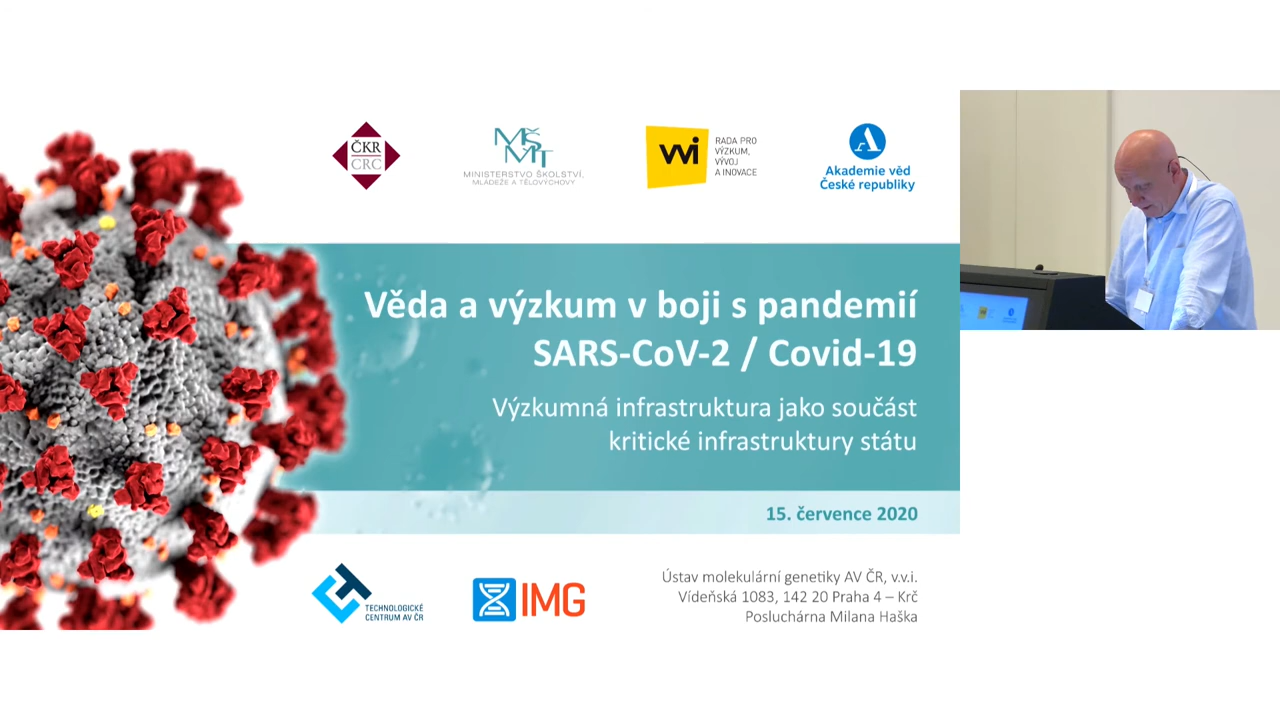 ČKR
CRC
MŠMT
MINISTERSTVO ŠKOLSTVÍ,
MLÁDEŽE A TĚLOVÝCHOVY
VVI
RADA PRO
VÝZKUM,
VÝVOJ
A INOVACE
Akademie věd
České republiky
Věda a výzkum v boji s pandemií
SARS-CoV-2 / Covid-19
Výzkumná infrastruktura jako součást
kritické infrastruktury státu
15. července 2020
TECHNOLOGICKÉ
CENTRUM AV ČR
IMG
Ústav molekulární genetiky AV ČR, v.v.i.
Vídeňská 1083, 142 20 Praha 4 – Krč
Posluchárna Milana Haška